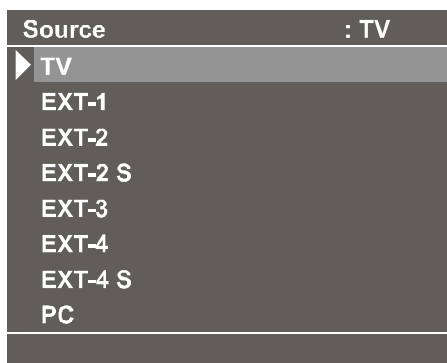 Source : TV
TV
EXT-1
EXT-2
EXT-2 S
EXT-3
EXT-4
EXT-4 S
PC